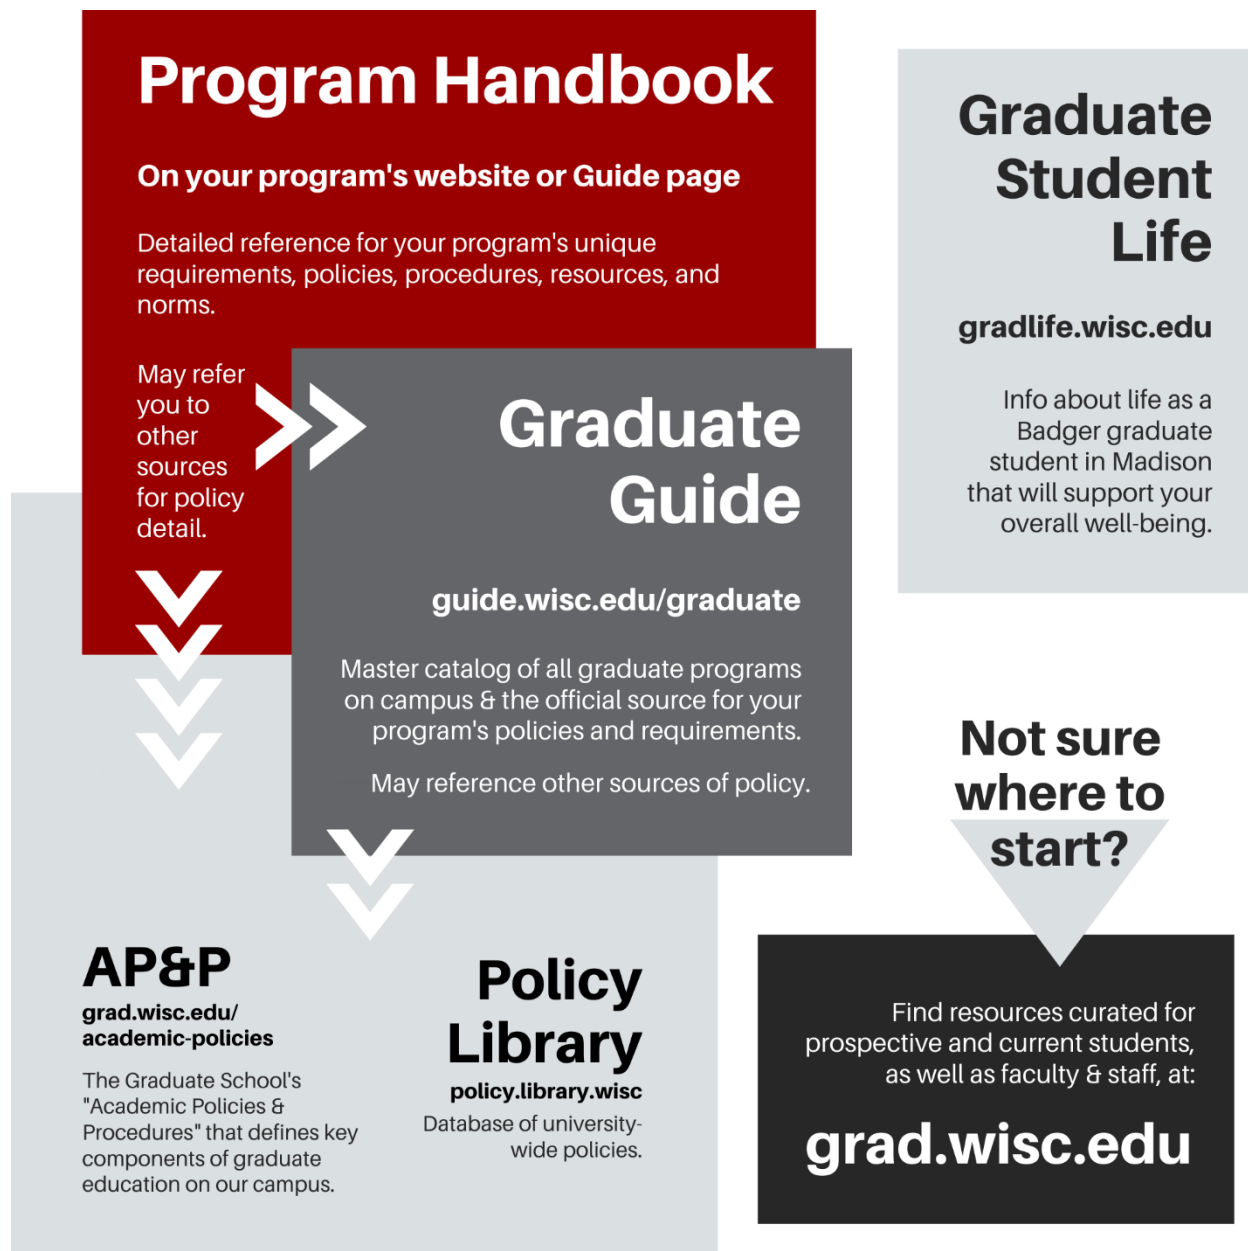 Program Handbook
On your program's website or Guide page
Detailed reference for your program's unique
requirements, policies, procedures, resources, and
norms.
May refer
you to
other
sources
for policy
detail.
Graduate
Guide
guide.wisc.edu/graduate
Master catalog of all graduate programs
on campus & the official source for your
program's policies and requirements.
May reference other sources of policy.
AP&P
grad.wisc.edu/
academic-policies
The Graduate School's
"Academic Policies &
Procedures" that defines key
components of graduate
education on our campus.
Policy
Library
policy.library.wisc
Database of university-
wide policies.
Graduate
Student
Life
gradlife.wisc.edu
Info about life as a
Badger graduate
student in Madison
that will support your
overall well-being.
Not sure
where to
start?
Find resources curated for
prospective and current students,
as well as faculty & staff, at:
grad.wisc.edu